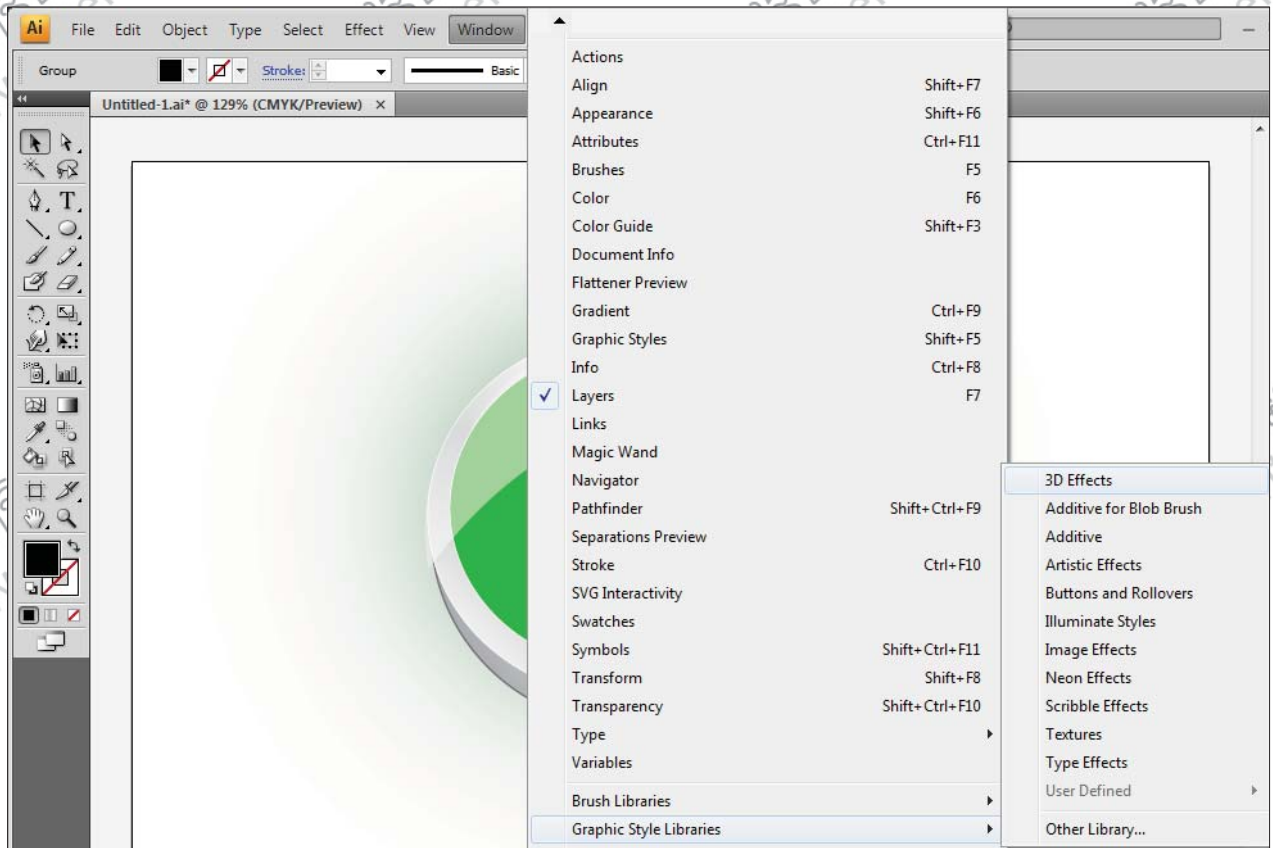 Ai File Edit Object Type Select Effect View Window
Group Stroke: Basic
Untitled-1.ai* @ 129% (CMYK/Preview) ×
Actions
Align Shift+F7
Appearance Shift+F6
Attributes Ctrl+F11
Brushes F5
Color F6
Color Guide Shift+F3
Document Info
Flattener Preview
Gradient Ctrl+F9
Graphic Styles Shift+F5
Info Ctrl+F8
Layers F7
Links
Magic Wand
Navigator
Pathfinder Shift+Ctrl+F9
Separations Preview
Stroke Ctrl+F10
SVG Interactivity
Swatches
Symbols Shift+Ctrl+F11
Transform Shift+F8
Transparency Shift+Ctrl+F10
Type
Variables
Brush Libraries
Graphic Style Libraries
3D Effects
Additive for Blob Brush
Additive
Artistic Effects
Buttons and Rollovers
Illuminate Styles
Image Effects
Neon Effects
Scribble Effects
Textures
Type Effects
User Defined
Other Library...